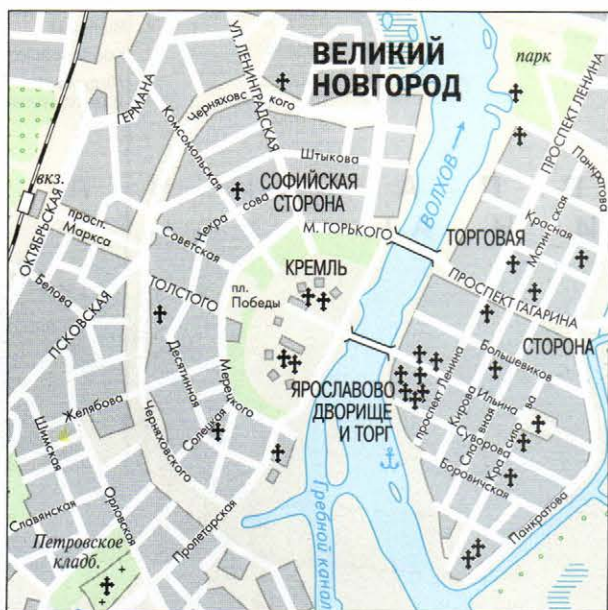 ВЕЛИКИЙ
НОВГОРОД
парк
УЛ. ЛЕНИНГРАДСКАЯ
ГЕРМАНА
Черняховского
Комсомольская
Штыкова
СОФИЙСКАЯ
СТОРОНА
ВОЛХОВ
ПРОСПЕКТ ЛЕНИНА
Панкратова
вкз.
ОКТЯБРЬСКАЯ
просп.
Маркса
Некрасова
Советская
М. ГОРЬКОГО
Красная
Мстинская
ТОРГОВАЯ
СТОРОНА
ПРОСПЕКТ ГАГАРИНА
КРЕМЛЬ
пл.
Победы
ТОЛСТОГО
Белова
ПСКОВСКАЯ
Десятинная
Мерецкого
Солецкая
Большевиков
ЯРОСЛАВОВО
ДВОРИЩЕ
И ТОРГ
проспект Ленина
Кирова
Ильина
Славная
Красилова
Суворова
Боровичская
Панкратова
Желябова
Черняховского
Шимская
Славянская
Орловская
Пролетарская
Гребной канал
Петровское
кладб.